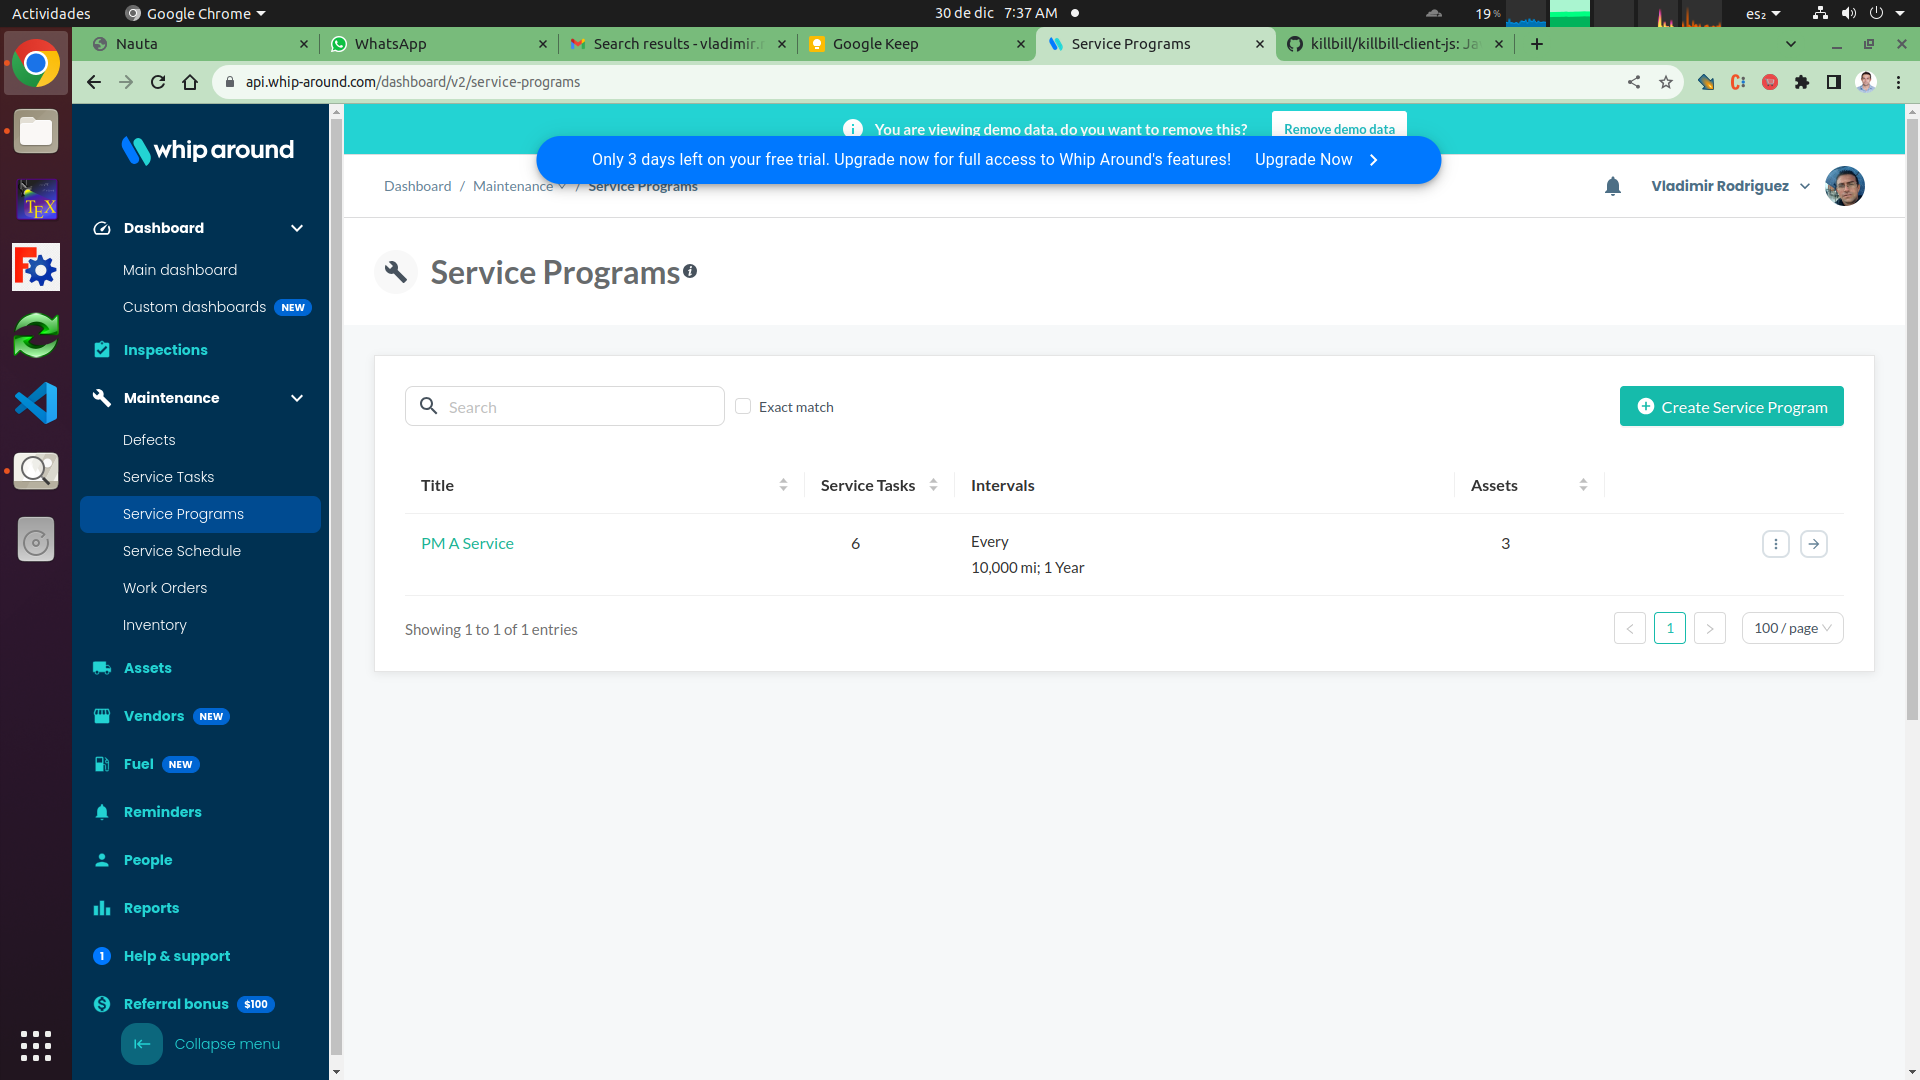 Actividades
Google Chrome
30 de dic 7:37 AM
19%
es₂
Nauta
WhatsApp
Search results - vladimir.r
Google Keep
Service Programs
killbill/killbill-client-js: Ja
api.whip-around.com/dashboard/v2/service-programs
whip around
Dashboard
Main dashboard
Custom dashboards NEW
Inspections
Maintenance
Defects
Service Tasks
Service Programs
Service Schedule
Work Orders
Inventory
Assets
Vendors NEW
Fuel NEW
Reminders
People
Reports
1 Help & support
Referral bonus $100
Collapse menu
You are viewing demo data, do you want to remove this? Remove demo data
Only 3 days left on your free trial. Upgrade now for full access to Whip Around's features! Upgrade Now
Dashboard / Maintenance / Service Programs
Vladimir Rodriguez
Service Programs
Search
Exact match
Create Service Program
Title Service Tasks Intervals Assets
PM A Service 6 Every 3
10,000 mi; 1 Year
Showing 1 to 1 of 1 entries
< 1 > 100 / page
TEX